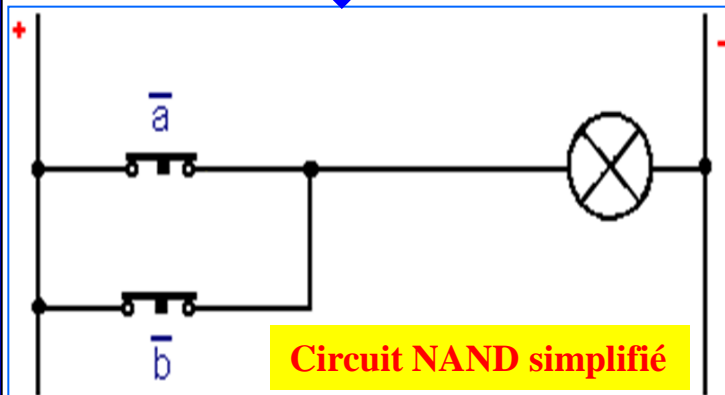 +
-
a̅
b̅
Circuit NAND simplifié